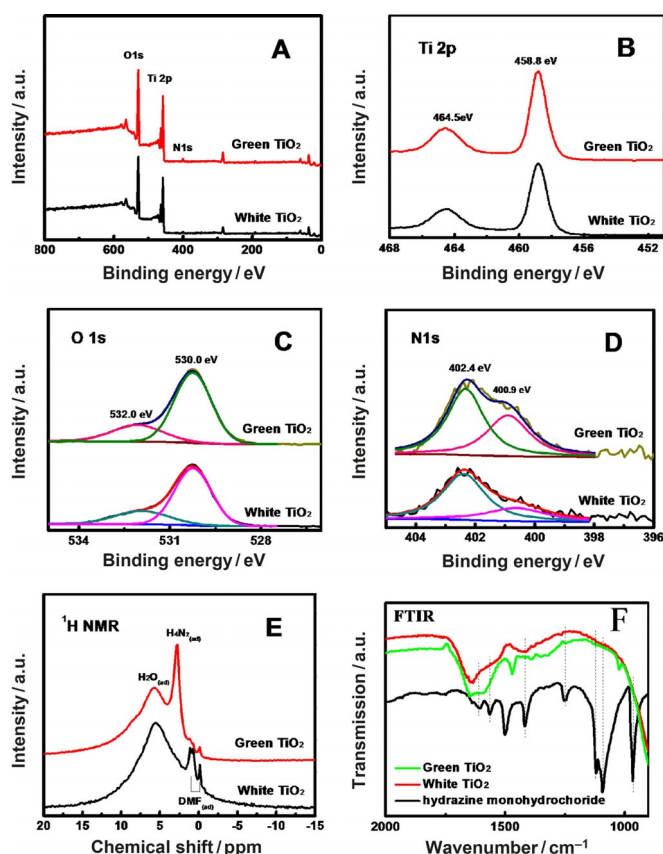 A
O1s
Ti 2p
N1s
Green TiO2
White TiO2
Intensity / a.u.
800 600 400 200 0
Binding energy / eV
B
Ti 2p
458.8 eV
464.5eV
Green TiO2
White TiO2
Intensity / a.u.
468 464 460 456 452
Binding energy / eV
C
O 1s
530.0 eV
532.0 eV
Green TiO2
White TiO2
Intensity / a.u.
534 531 528
Binding energy / eV
D
N1s
402.4 eV
400.9 eV
Green TiO2
White TiO2
Intensity / a.u.
404 402 400 398 396
Binding energy / eV
E
1H NMR
H4N2(ad)
H2O(ad)
Green TiO2
White TiO2
DMF(ad)
Intensity / a.u.
20 15 10 5 0 -5 -10 -15
Chemical shift / ppm
F
FTIR
Green TiO2
White TiO2
hydrazine monohydrochoride
Transmission / a.u.
2000 1500 1000
Wavenumber / cm−1